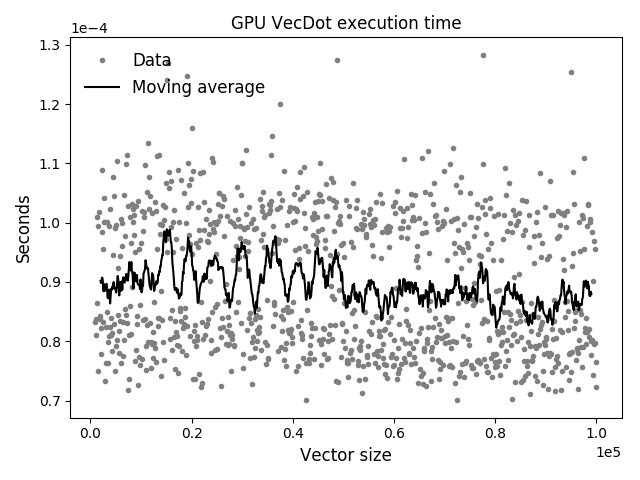 GPU VecDot execution time
1e−4
1.3
1.2
1.1
1.0
0.9
0.8
0.7
Seconds
Data
Moving average
0.0
0.2
0.4
0.6
0.8
1.0
1e5
Vector size